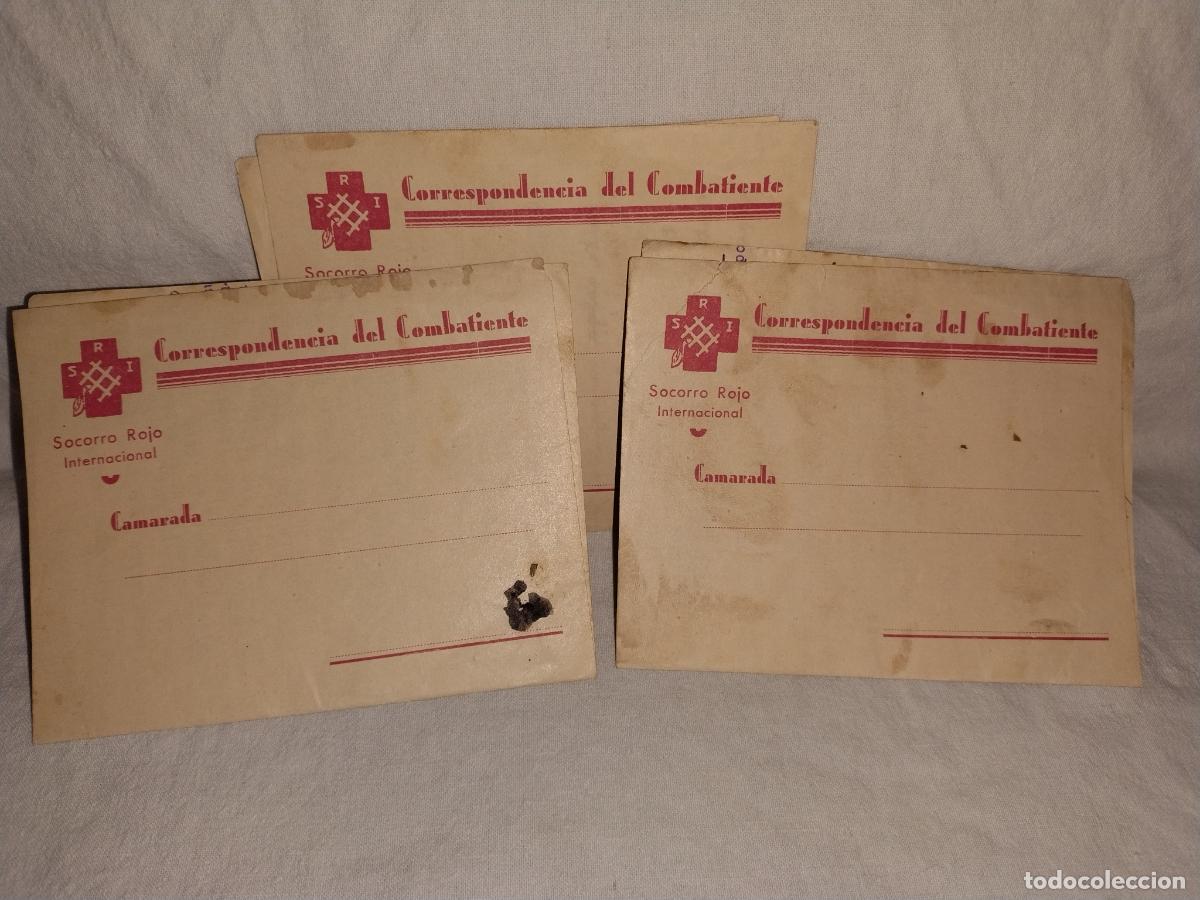 R
S I
Correspondencia del Combatiente
Socorro Rojo
R
S I
Correspondencia del Combatiente
Socorro Rojo
Internacional
Camarada
R
S I
Correspondencia del Combatiente
Socorro Rojo
Internacional
Camarada
todocoleccion